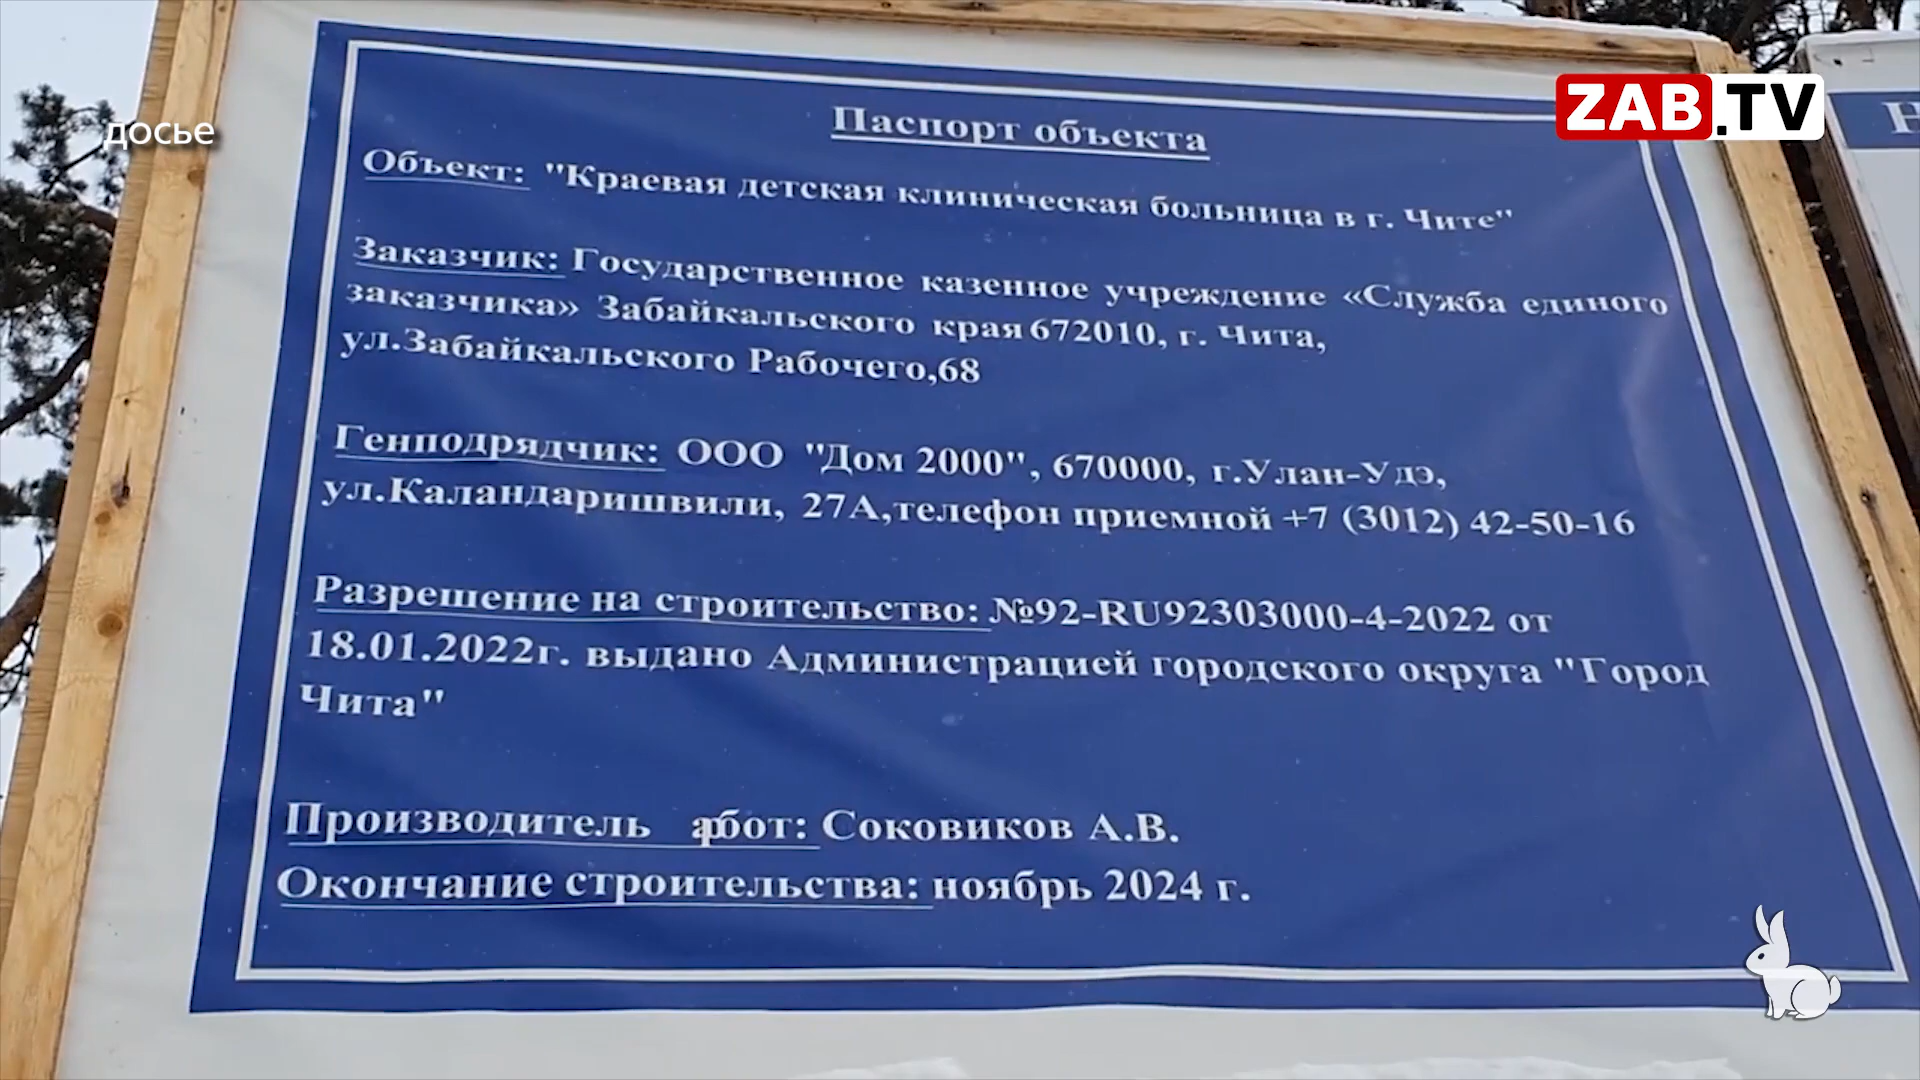 досье
ZAB.TV
Паспорт объекта
Объект: "Краевая детская клиническая больница в г. Чите"
Заказчик: Государственное казенное учреждение «Служба единого
заказчика» Забайкальского края 672010, г. Чита,
ул.Забайкальского Рабочего,68
Генподрядчик: ООО "Дом 2000", 670000, г.Улан-Удэ,
ул.Каландаришвили, 27А,телефон приемной +7 (3012) 42-50-16
Разрешение на строительство: №92-RU92303000-4-2022 от
18.01.2022г. выдано Администрацией городского округа "Город
Чита"
Производитель работ: Соковиков А.В.
Окончание строительства: ноябрь 2024 г.
Н